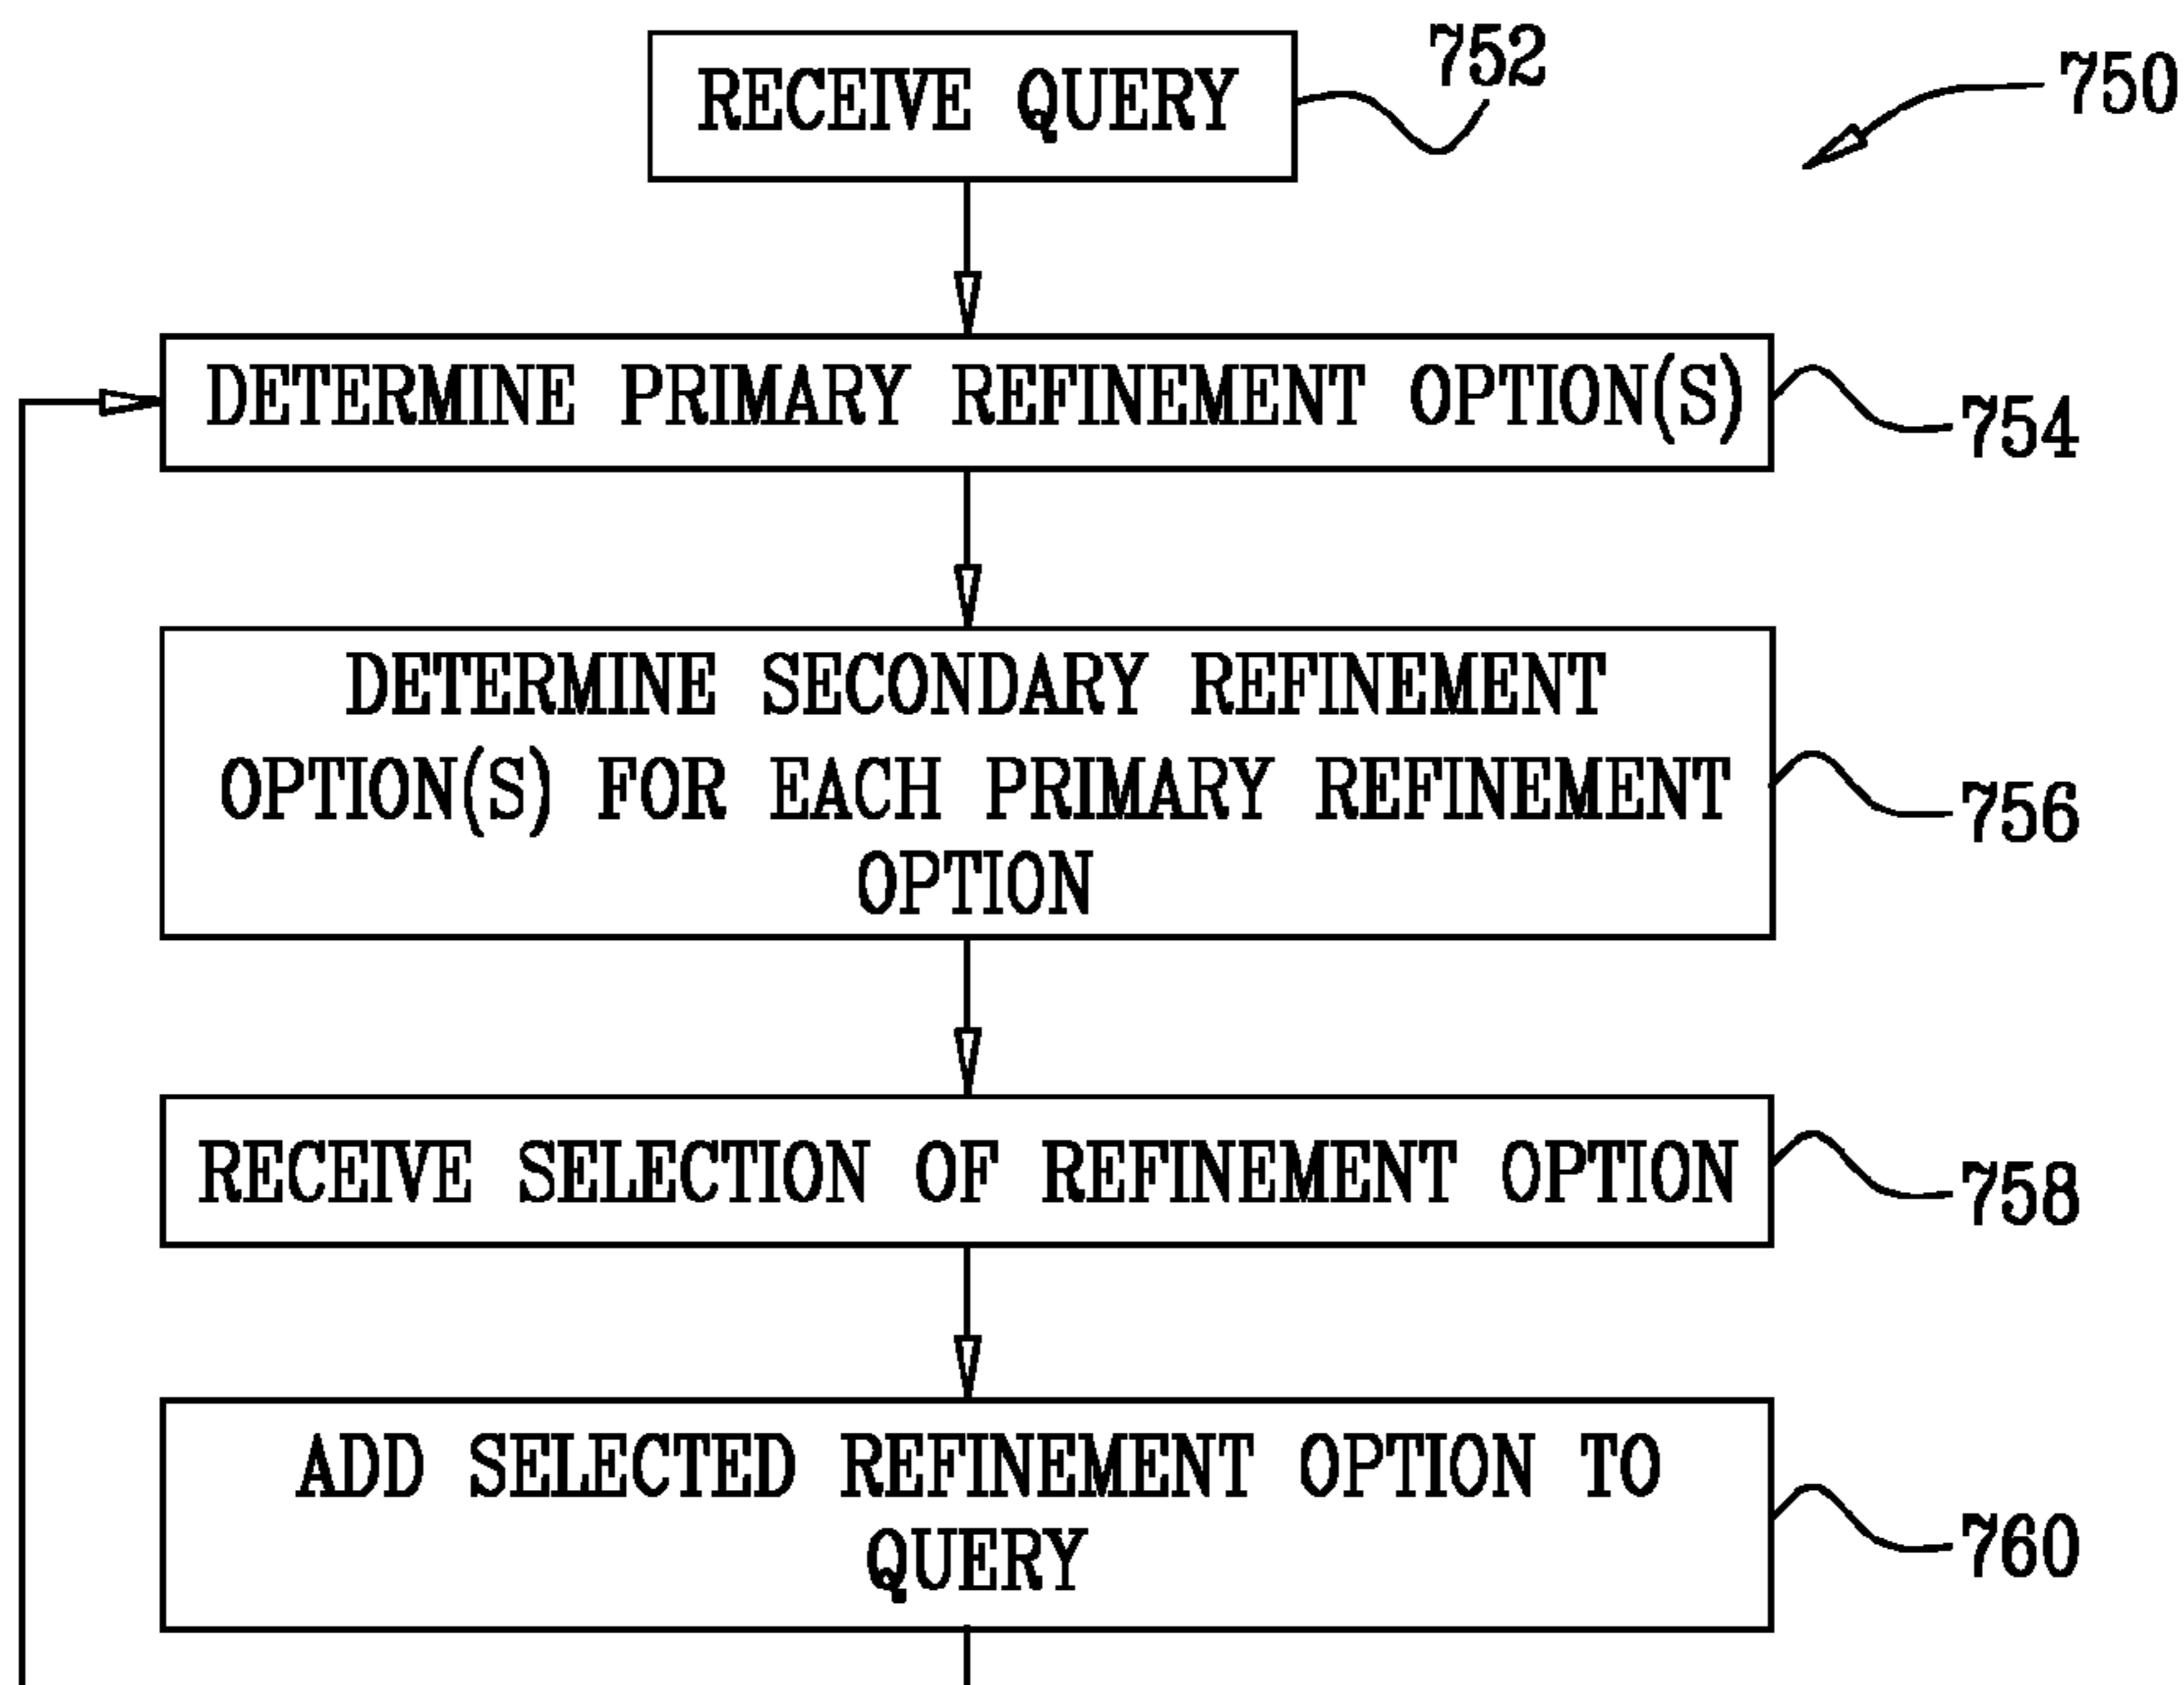 RECEIVE QUERY
752
750
DETERMINE PRIMARY REFINEMENT OPTION(S)
754
DETERMINE SECONDARY REFINEMENT
OPTION(S) FOR EACH PRIMARY REFINEMENT
OPTION
756
RECEIVE SELECTION OF REFINEMENT OPTION
758
ADD SELECTED REFINEMENT OPTION TO
QUERY
760